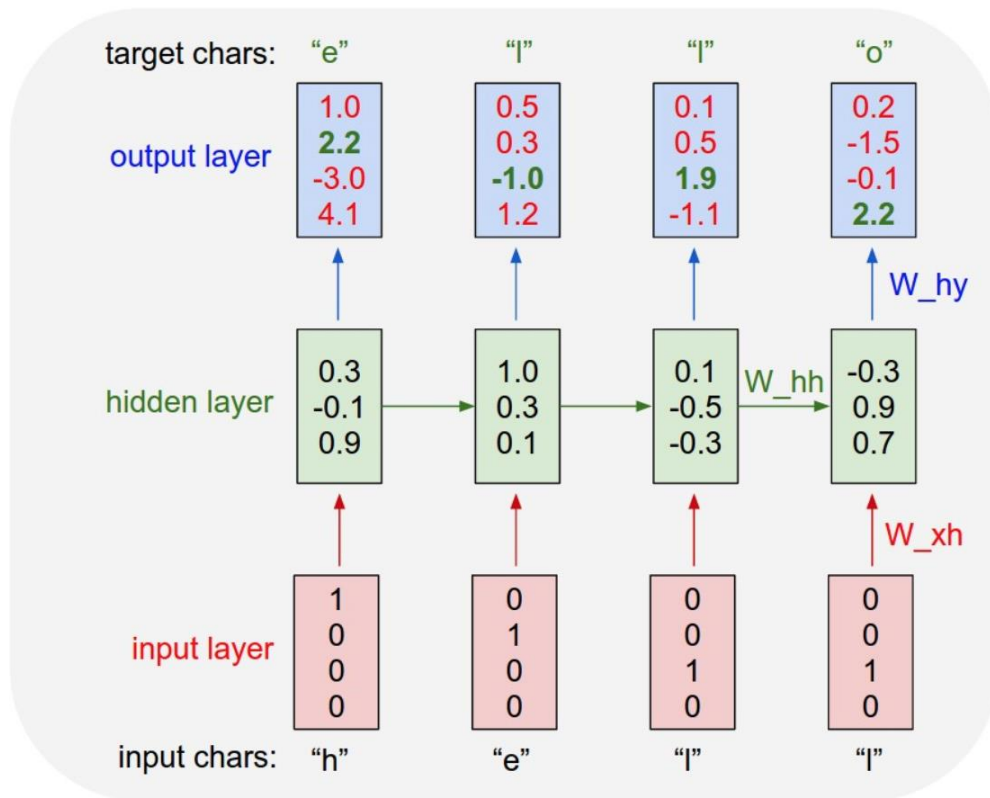 target chars: “e” “l” “l” “o”
1.0 0.5 0.1 0.2
2.2 0.3 0.5 -1.5
output layer
-3.0 -1.0 1.9 -0.1
4.1 1.2 -1.1 2.2
W_hy
0.3 1.0 0.1 -0.3
W_hh
hidden layer -0.1 0.3 -0.5 0.9
0.9 0.1 -0.3 0.7
W_xh
1 0 0 0
0 1 0 0
input layer
0 0 1 1
0 0 0 0
input chars: “h” “e” “l” “l”